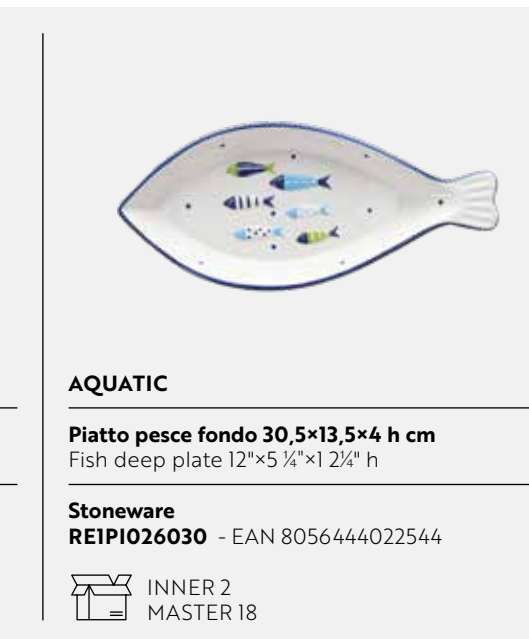 AQUATIC
Piatto pesce fondo 30,5×13,5×4 h cm
Fish deep plate 12"×5 ¼"×1 2¼" h
Stoneware
RE1PI026030 - EAN 8056444022544
INNER 2
MASTER 18